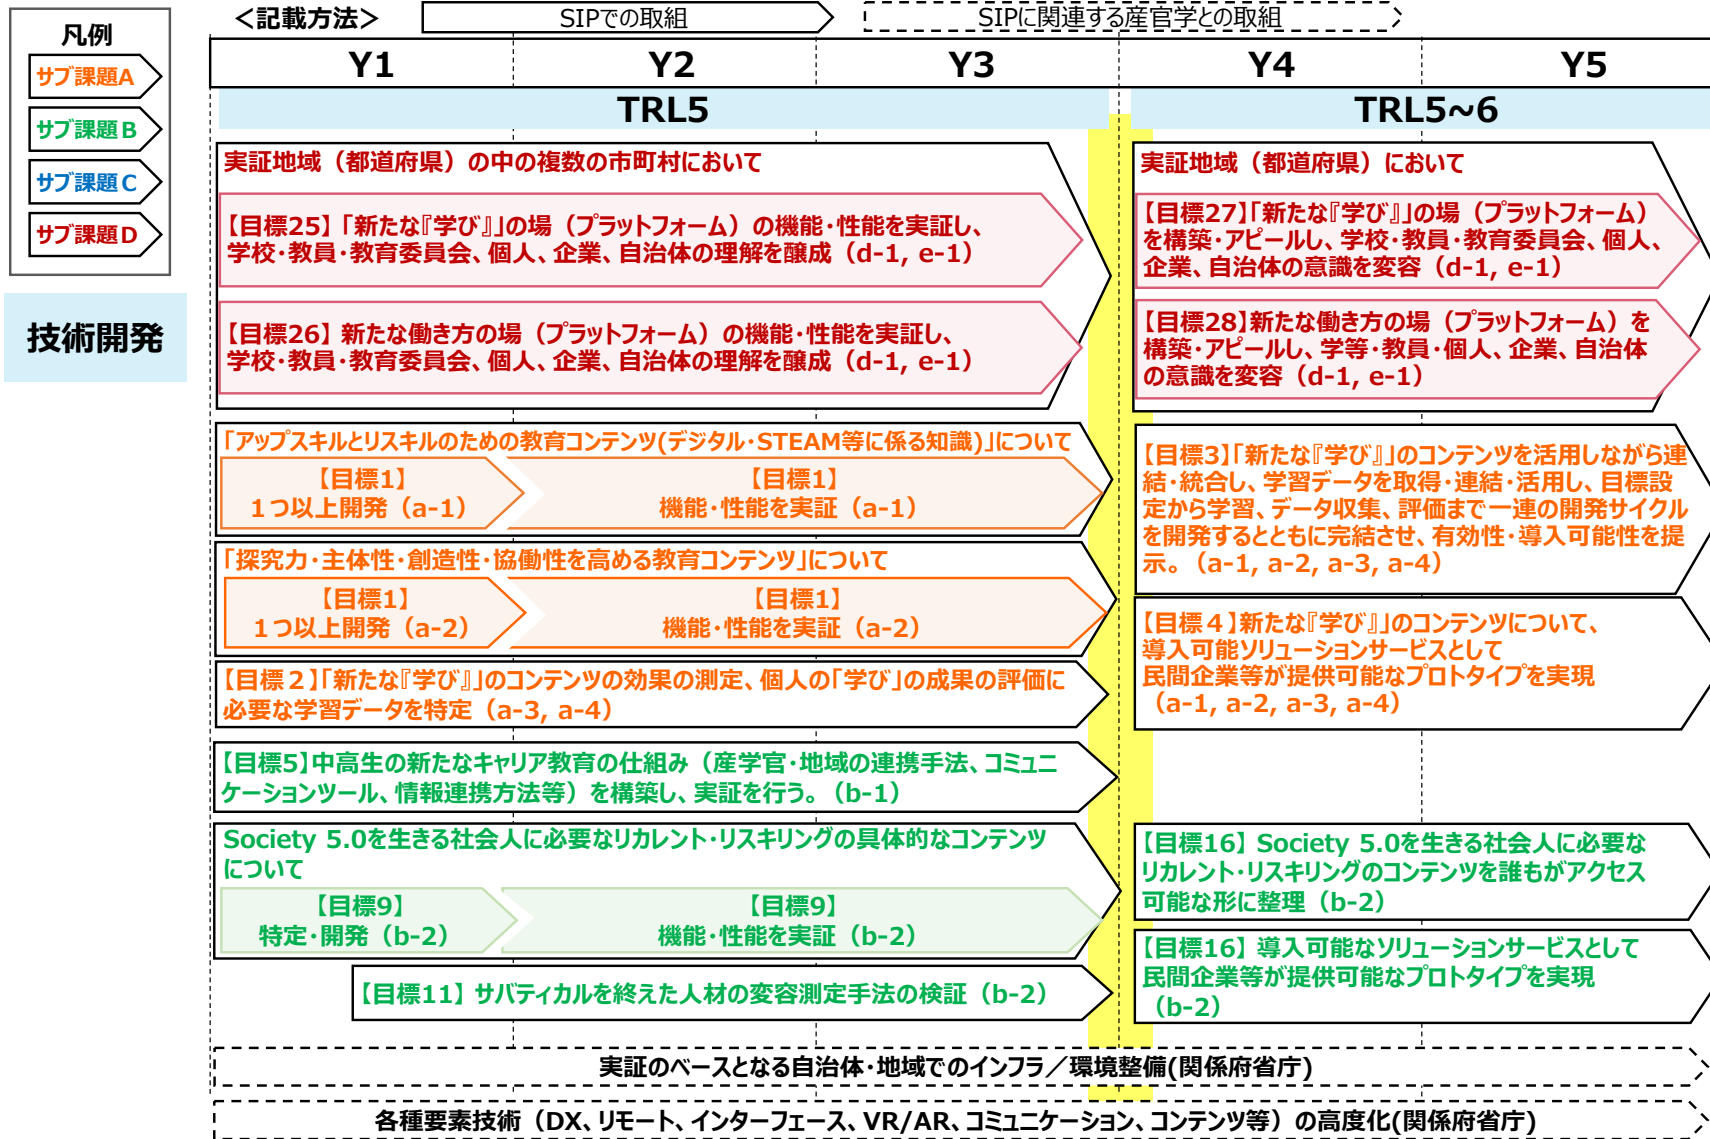 凡例
サブ課題A
サブ課題B
サブ課題C
サブ課題D
技術開発
＜記載方法＞
SIPでの取組
SIPに関連する産官学との取組
Y1
Y2
Y3
Y4
Y5
TRL5
TRL5~6
実証地域（都道府県）の中の複数の市町村において
【目標25】「新たな『学び』」の場（プラットフォーム）の機能・性能を実証し、
学校・教員・教育委員会、個人、企業、自治体の理解を醸成（d-1, e-1）
【目標26】 新たな働き方の場（プラットフォーム）の機能・性能を実証し、
学校・教員・教育委員会、個人、企業、自治体の理解を醸成（d-1, e-1）
実証地域（都道府県）において
【目標27】「新たな『学び』」の場（プラットフォーム）
を構築・アピールし、学校・教員・教育委員会、個人、
企業、自治体の意識を変容（d-1, e-1）
【目標28】新たな働き方の場（プラットフォーム）を
構築・アピールし、学等・教員・個人、企業、自治体
の意識を変容（d-1, e-1）
「アップスキルとリスキルのための教育コンテンツ(デジタル・STEAM等に係る知識)」について
【目標1】
１つ以上開発（a-1）
【目標1】
機能・性能を実証（a-1）
「探究力・主体性・創造性・協働性を高める教育コンテンツ」について
【目標1】
１つ以上開発（a-2）
【目標1】
機能・性能を実証（a-2）
【目標２】「新たな『学び』」のコンテンツの効果の測定、個人の「学び」の成果の評価に
必要な学習データを特定（a-3, a-4）
【目標3】「新たな『学び』」のコンテンツを活用しながら連
結・統合し、学習データを取得・連結・活用し、目標設
定から学習、データ収集、評価まで一連の開発サイクル
を開発するとともに完結させ、有効性・導入可能性を提
示。（a-1, a-2, a-3, a-4）
【目標４】新たな『学び』」のコンテンツについて、
導入可能ソリューションサービスとして
民間企業等が提供可能なプロトタイプを実現
（a-1, a-2, a-3, a-4）
【目標5】中高生の新たなキャリア教育の仕組み（産学官・地域の連携手法、コミュニ
ケーションツール、情報連携方法等）を構築し、実証を行う。（b-1）
Society 5.0を生きる社会人に必要なリカレント・リスキリングの具体的なコンテンツ
について
【目標9】
特定・開発（b-2）
【目標9】
機能・性能を実証（b-2）
【目標11】 サバティカルを終えた人材の変容測定手法の検証（b-2）
【目標16】 Society 5.0を生きる社会人に必要な
リカレント・リスキリングのコンテンツを誰もがアクセス
可能な形に整理（b-2）
【目標16】 導入可能なソリューションサービスとして
民間企業等が提供可能なプロトタイプを実現
（b-2）
実証のベースとなる自治体・地域でのインフラ／環境整備(関係府省庁)
各種要素技術（DX、リモート、インターフェース、VR/AR、コミュニケーション、コンテンツ等）の高度化(関係府省庁)